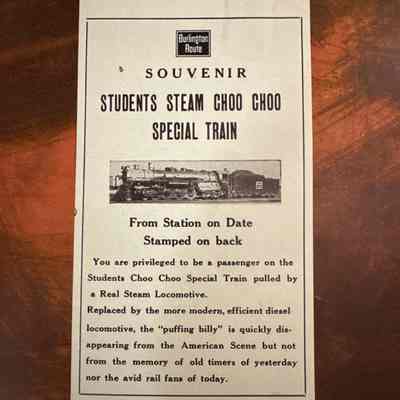 Burlington
Route
SOUVENIR
STUDENTS STEAM CHOO CHOO
SPECIAL TRAIN
From Station on Date
Stamped on back
You are privileged to be a passenger on the
Students Choo Choo Special Train pulled by
a Real Steam Locomotive.
Replaced by the more modern, efficient diesel
locomotive, the "puffing billy" is quickly dis-
appearing from the American Scene but not
from the memory of old timers of yesterday
nor the avid rail fans of today.